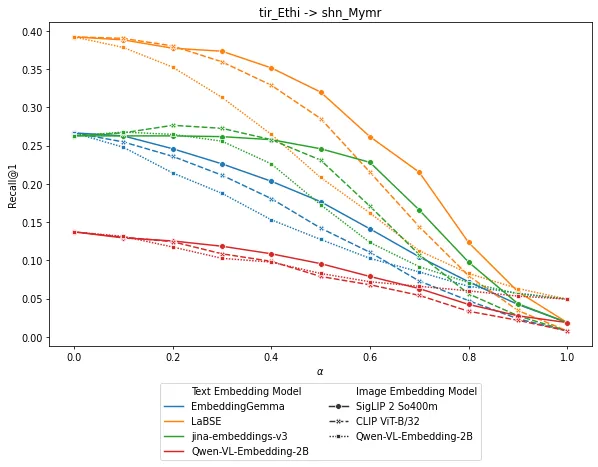 tir_Ethi -> shn_Mymr
0.40
0.35
0.30
0.25
0.20
0.15
0.10
0.05
0.00
Recall@1
0.0 0.2 0.4 0.6 0.8 1.0
α
Text Embedding Model
EmbeddingGemma
LaBSE
jina-embeddings-v3
Qwen-VL-Embedding-2B
Image Embedding Model
SigLIP 2 So400m
CLIP ViT-B/32
Qwen-VL-Embedding-2B